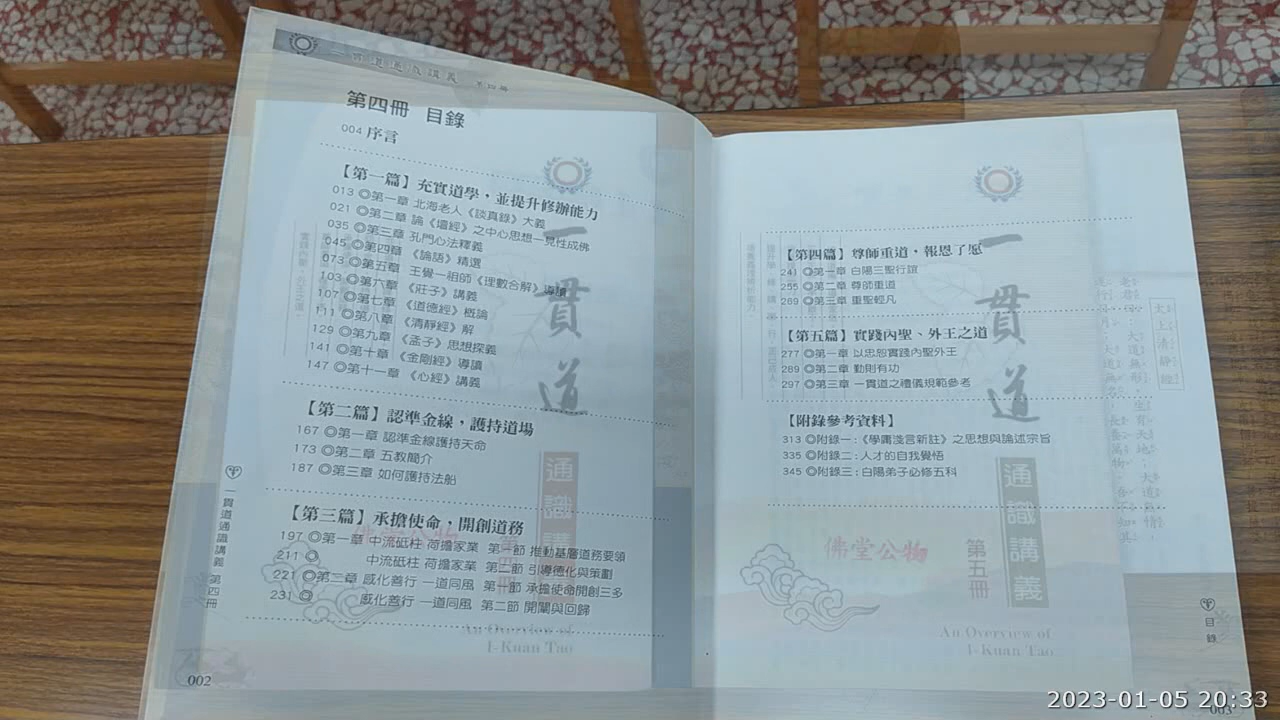 第四冊 目錄
004 序言
【第一篇】充實道學，並提升修辦能力
013 ◎第一章 北海老人《談真錄》大義
021 ◎第二章 論《壇經》之中心思想—見性成佛
035 ◎第三章 孔門心法釋義
045 ◎第四章 《論語》精選
073 ◎第五章 王覺一祖師《理數合解》導讀
103 ◎第六章 《莊子》講義
107 ◎第七章 《道德經》概論
111 ◎第八章 《清靜經》解
129 ◎第九章 《孟子》思想探義
141 ◎第十章 《金剛經》導讀
147 ◎第十一章 《心經》講義
【第二篇】認準金線，護持道場
167 ◎第一章 認準金線護持天命
173 ◎第二章 五教簡介
187 ◎第三章 如何護持法船
【第三篇】承擔使命，開創道務
197 ◎第一章 中流砥柱 荷擔家業 第一節 推動基層道務要領
211 ◎ 中流砥柱 荷擔家業 第二節 引導德化與策劃
221 ◎第二章 感化善行 一道同風 第一節 承擔使命開創三多
231 ◎ 感化善行 一道同風 第二節 開闡與回歸
一貫道通識講義 第四冊
002
一貫道
通識講
An Overview of
I-Kuan Tao
【第四篇】尊師重道，報恩了愿
241 ◎第一章 白陽三聖行誼
255 ◎第二章 尊師重道
269 ◎第三章 重聖輕凡
【第五篇】實踐內聖、外王之道
277 ◎第一章 以忠恕實踐內聖外王
289 ◎第二章 勤則有功
297 ◎第三章 一貫道之禮儀規範參考
【附錄參考資料】
313 ◎附錄一：《學庸淺言新註》之思想與論述宗旨
335 ◎附錄二：人才的自我覺悟
345 ◎附錄三：白陽弟子必修五科
一貫道
通識講義
第五冊
佛堂公物
An Overview of
I-Kuan Tao
太上清靜經
目錄
003
2023-01-05 20:33